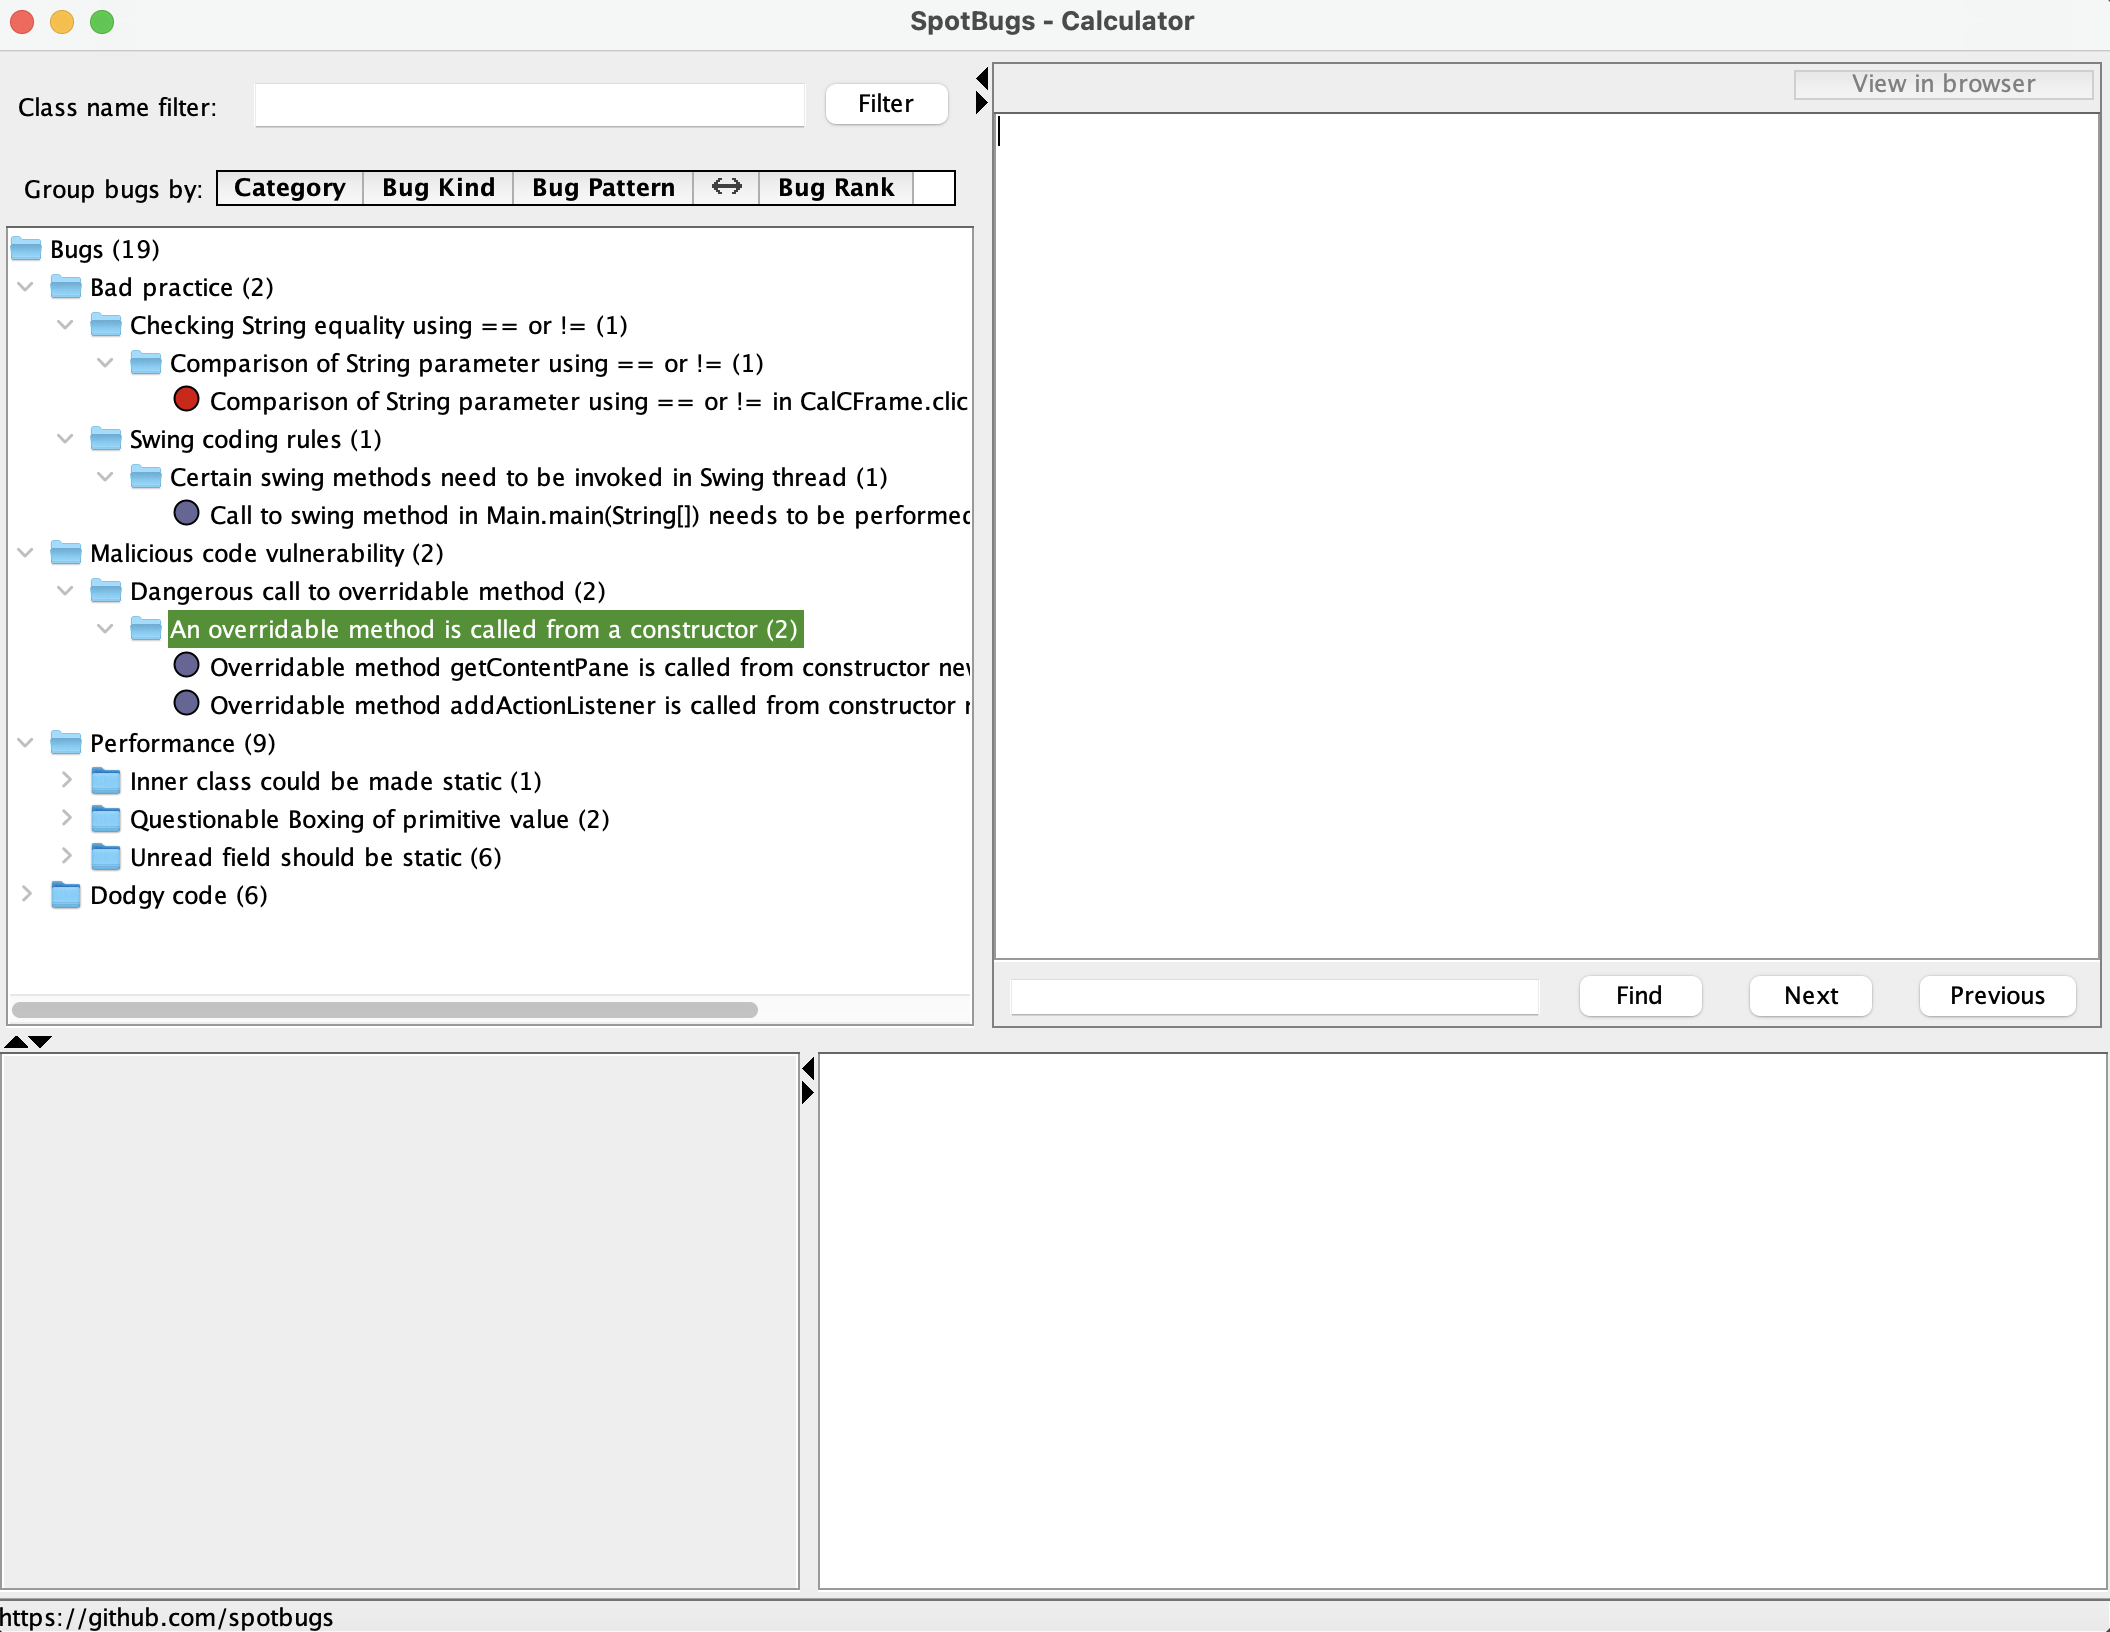 SpotBugs - Calculator
Class name filter:
Filter
View in browser
Group bugs by:
Category
Bug Kind
Bug Pattern
Bug Rank
Bugs (19)
Bad practice (2)
Checking String equality using == or != (1)
Comparison of String parameter using == or != (1)
Comparison of String parameter using == or != in CalCFrame.clic
Swing coding rules (1)
Certain swing methods need to be invoked in Swing thread (1)
Call to swing method in Main.main(String[]) needs to be performed
Malicious code vulnerability (2)
Dangerous call to overridable method (2)
An overridable method is called from a constructor (2)
Overridable method getContentPane is called from constructor
Overridable method addActionListener is called from constructor
Performance (9)
Inner class could be made static (1)
Questionable Boxing of primitive value (2)
Unread field should be static (6)
Dodgy code (6)
Find
Next
Previous
https://github.com/spotbugs